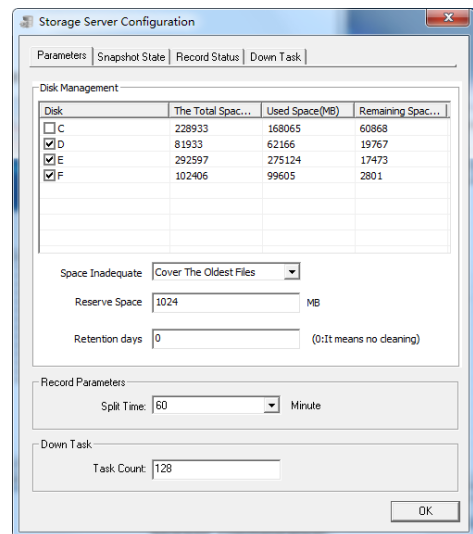 Storage Server Configuration
Parameters Snapshot State Record Status Down Task
Disk Management
Disk The Total Spac... Used Space(MB) Remaining Spac...
C 228933 168065 60868
D 81933 62166 19767
E 292597 275124 17473
F 102406 99605 2801
Space Inadequate Cover The Oldest Files
Reserve Space 1024 MB
Retention days 0 (0:It means no cleaning)
Record Parameters
Split Time: 60 Minute
Down Task
Task Count: 128
OK